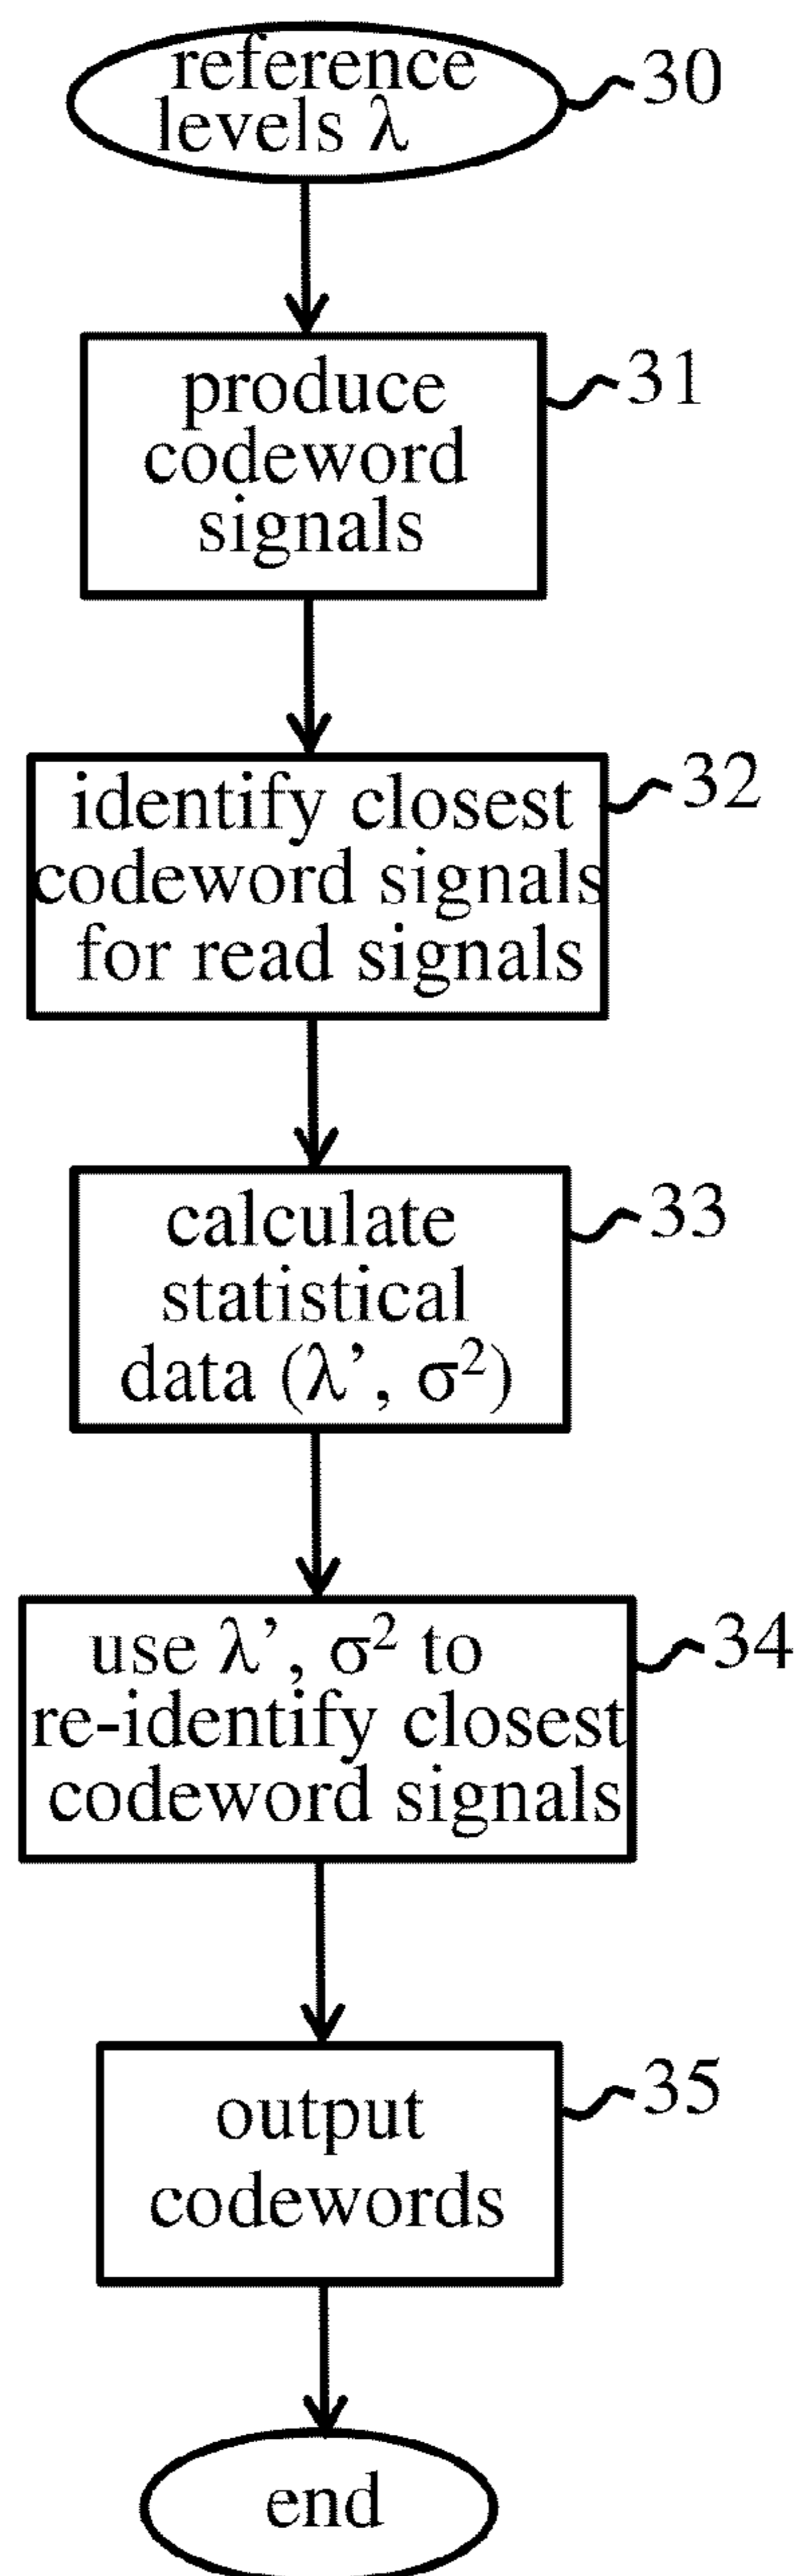 reference
levels λ
30
produce
codeword
signals
31
identify closest
codeword signals
for read signals
32
calculate
statistical
data (λ’, σ²)
33
use λ’, σ² to
re-identify closest
codeword signals
34
output
codewords
35
end